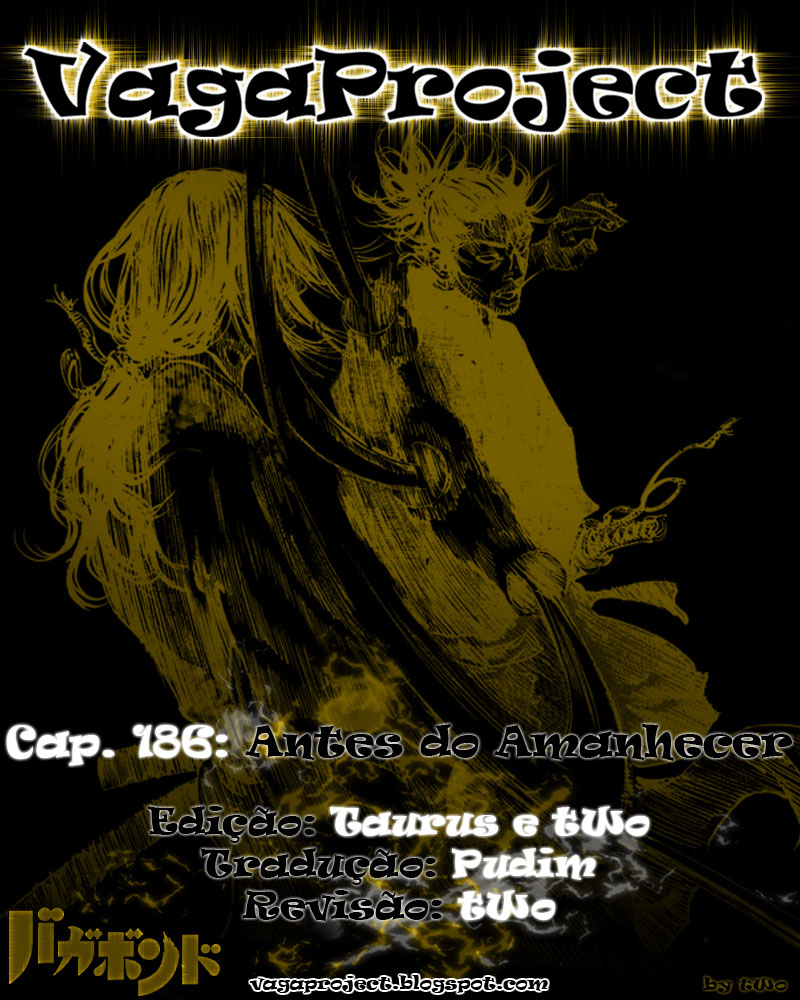 VagaProject
Cap. 186: Antes do Amanhecer
Edição: Taurus e tWo
Tradução: Pudim
Revisão: tWo
バガボンド
vagaproject.blogspot.com
by tWo